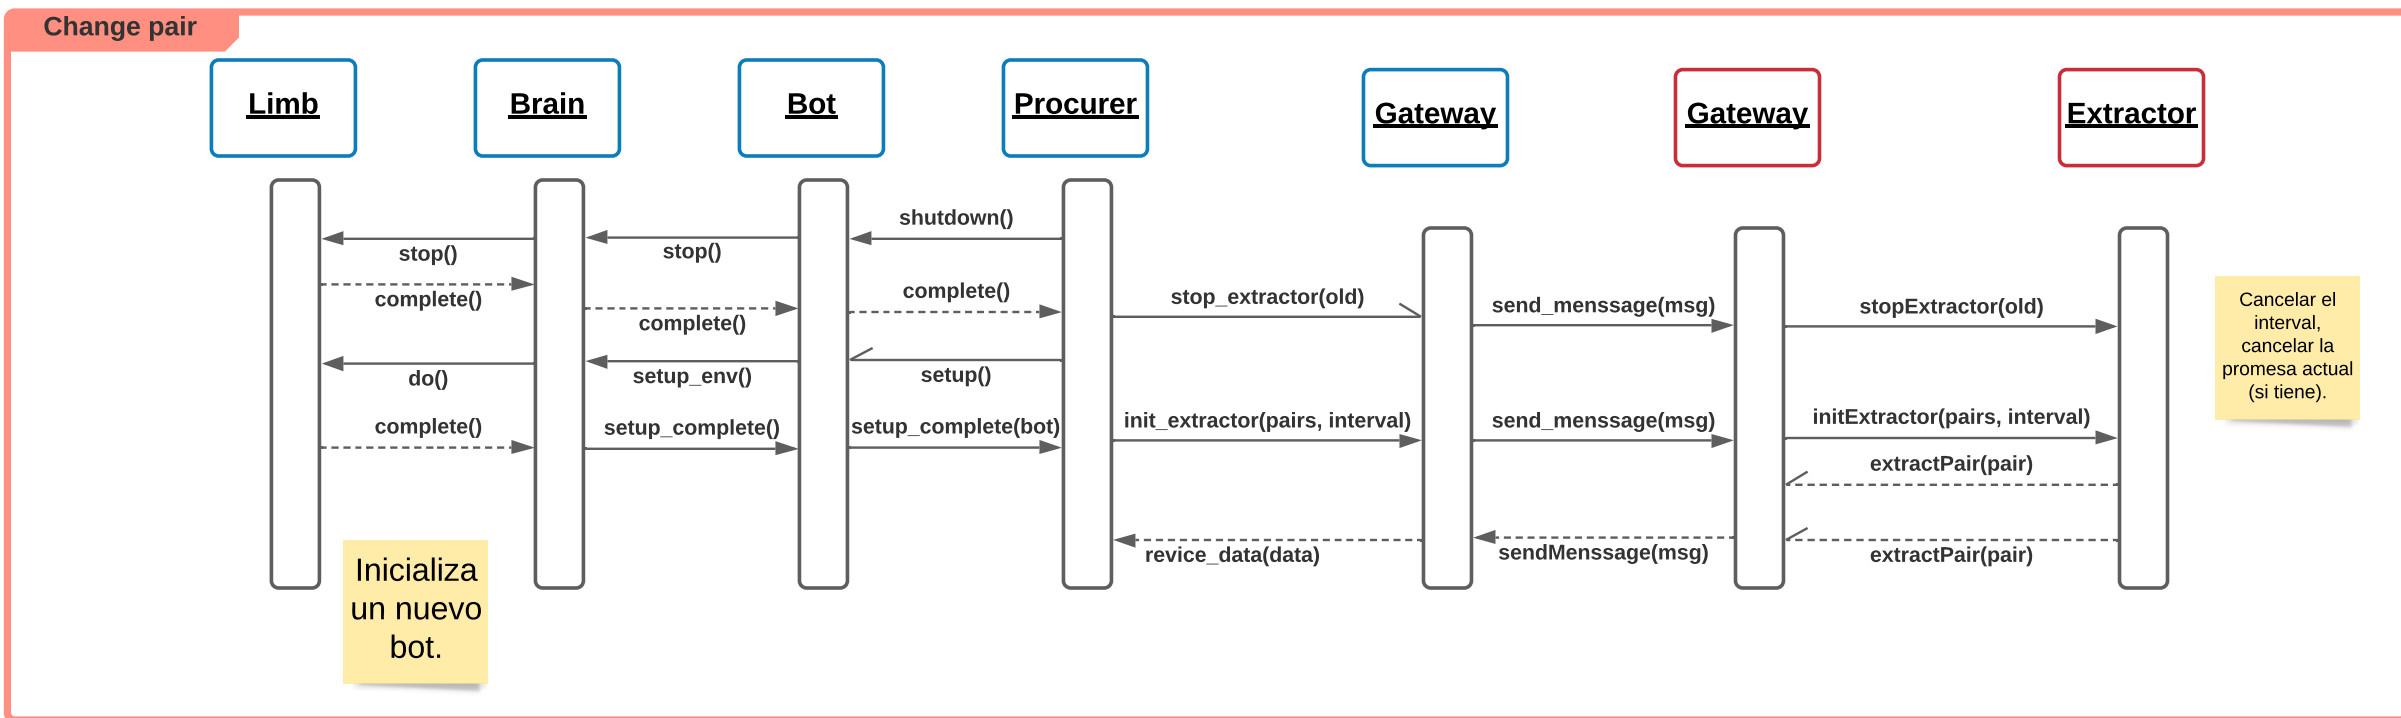 Change pair
Limb
Brain
Bot
Procurer
Gateway
Gateway
Extractor
shutdown()
stop()
stop()
complete()
complete()
complete()
stop_extractor(old)
send_menssage(msg)
stopExtractor(old)
Cancelar el
interval,
cancelar la
promesa actual
(si tiene).
do()
setup_env()
setup()
complete()
setup_complete()
setup_complete(bot)
init_extractor(pairs, interval)
send_menssage(msg)
initExtractor(pairs, interval)
extractPair(pair)
revice_data(data)
sendMenssage(msg)
extractPair(pair)
Inicializa
un nuevo
bot.